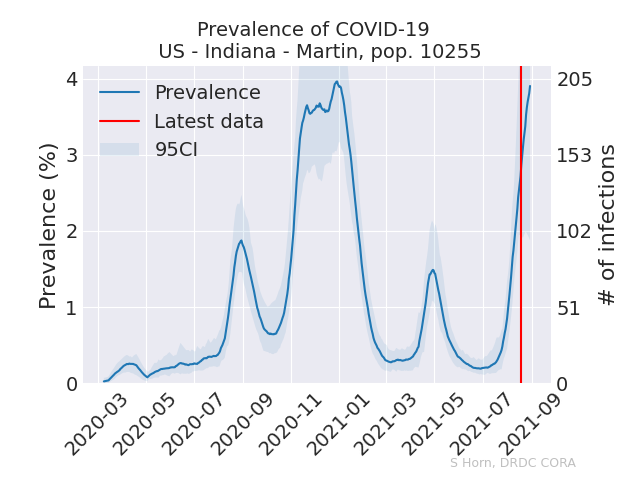 Prevalence of COVID-19
US - Indiana - Martin, pop. 10255
Prevalence
Latest data
95CI
Prevalence (%)
4
3
2
1
0
# of infections
205
153
102
51
0
2020-03
2020-05
2020-07
2020-09
2020-11
2021-01
2021-03
2021-05
2021-07
2021-09
S Horn, DRDC CORA